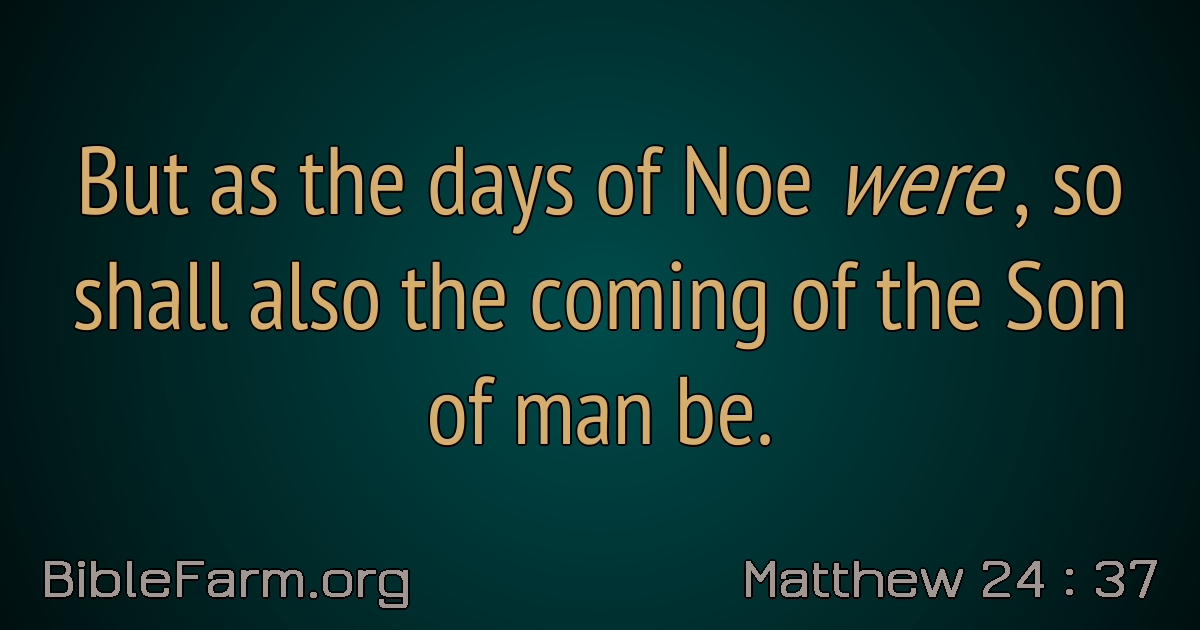 But as the days of Noe were, so
shall also the coming of the Son
of man be.
BibleFarm.org
Matthew 24 : 37